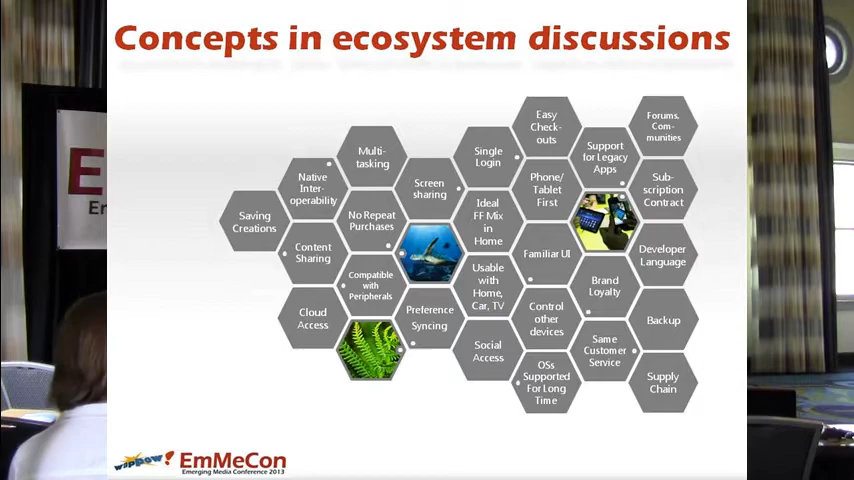 Concepts in ecosystem discussions
Saving
Creations
Native
Inter-
operability
Content
Sharing
Cloud
Access
Multi-
tasking
No Repeat
Purchases
Compatible
with
Peripherals
Screen
sharing
Preference
Syncing
Single
Login
Ideal
FF Mix
in
Home
Usable
with
Home,
Car, TV
Social
Access
Easy
Check-
outs
Phone/
Tablet
First
Familiar UI
Control
other
devices
OSs
Supported
For Long
Time
Support
for Legacy
Apps
Brand
Loyalty
Same
Customer
Service
Forums,
Com-
munities
Sub-
scription
Contract
Developer
Language
Backup
Supply
Chain
wappow!
EmMeCon
Emerging Media Conference 2013